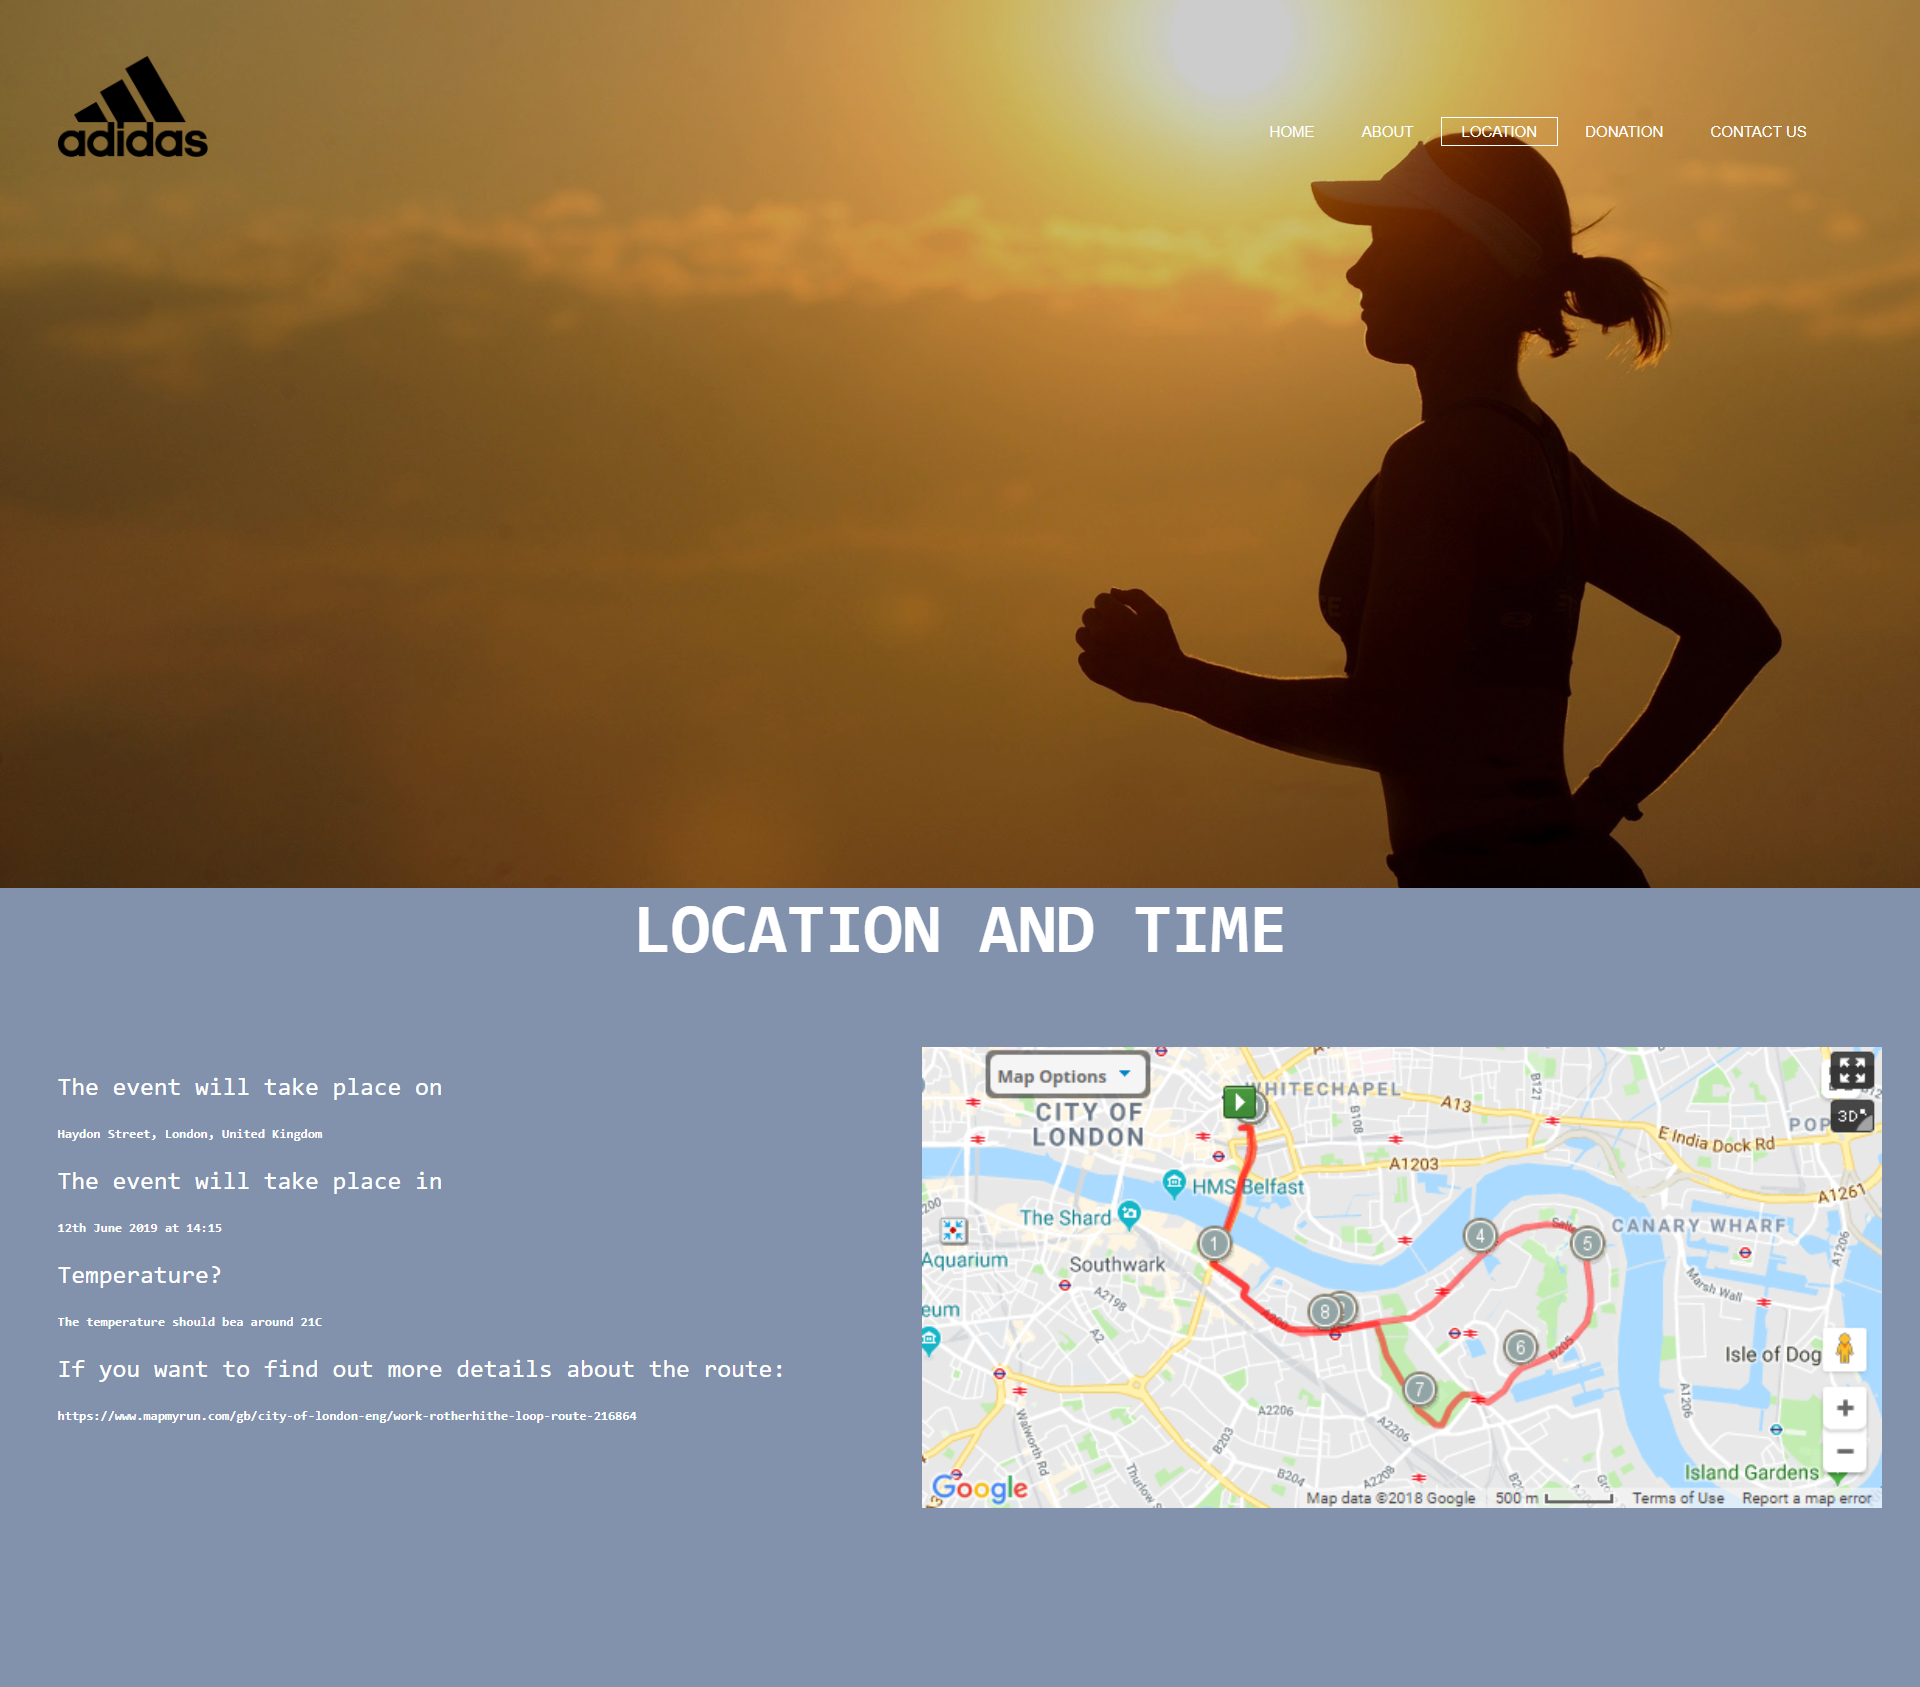 adidas
HOME ABOUT LOCATION DONATION CONTACT US
LOCATION AND TIME
The event will take place on
Haydon Street, London, United Kingdom
The event will take place in
12th June 2019 at 14:15
Temperature?
The temperature should bea around 21C
If you want to find out more details about the route:
https://www.mapmyrun.com/gb/city-of-london-eng/work-rotherhithe-loop-route-216864
Map Options
WHITECHAPEL
CITY OF
LONDON
B108
A13
B121
3D
POP
E India Dock Rd
A1203
A1261
HMS Belfast
The Shard
CANARY WHARF
A1206
Aquarium
Southwark
1
4
5
Marsh Wall
A2198
A2
A200
8
6
B205
7
eum
Isle of Dog
A1206
A2206
A2206
Walworth Rd
B203
B204
A2208
Island Gardens
Google
Map data ©2018 Google 500 m Terms of Use Report a map error